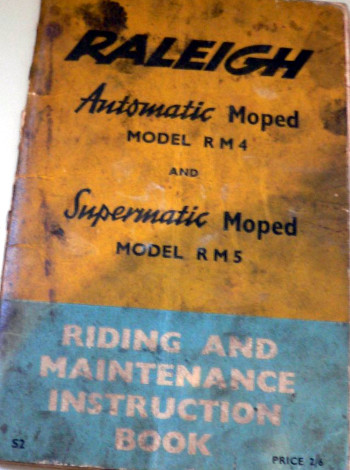 RALEIGH
Automatic Moped
MODEL RM4
AND
Supermatic Moped
MODEL RM5
RIDING AND
MAINTENANCE
INSTRUCTION
BOOK
S2
PRICE 2/6